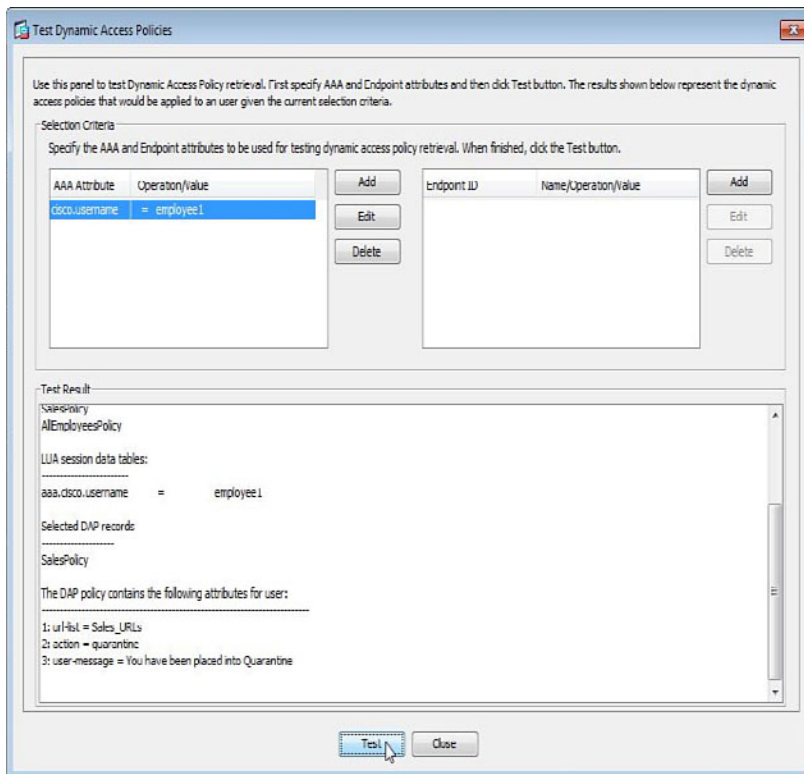 Test Dynamic Access Policies
Use this panel to test Dynamic Access Policy retrieval. First specify AAA and Endpoint attributes and then click Test button. The results shown below represent the dynamic
access policies that would be applied to an user given the current selection criteria.
Selection Criteria
Specify the AAA and Endpoint attributes to be used for testing dynamic access policy retrieval. When finished, click the Test button.
AAA Attribute Operation/Value
cisco.username = employee1
Add
Edit
Delete
Endpoint ID Name/Operation/Value
Add
Edit
Delete
Test Result
SalesPolicy
AllEmployeesPolicy
LUA session data tables:
------------------------
aaa.cisco.username = employee1
Selected DAP records
--------------------
SalesPolicy
The DAP policy contains the following attributes for user:
--------------------------------------------------------------------------
1: url-list = Sales_URLs
2: action = quarantine
3: user-message = You have been placed into Quarantine
Test Close